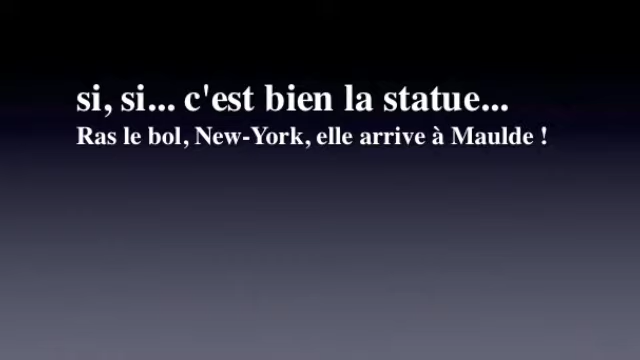 si, si... c'est bien la statue...
Ras le bol, New-York, elle arrive à Maulde !